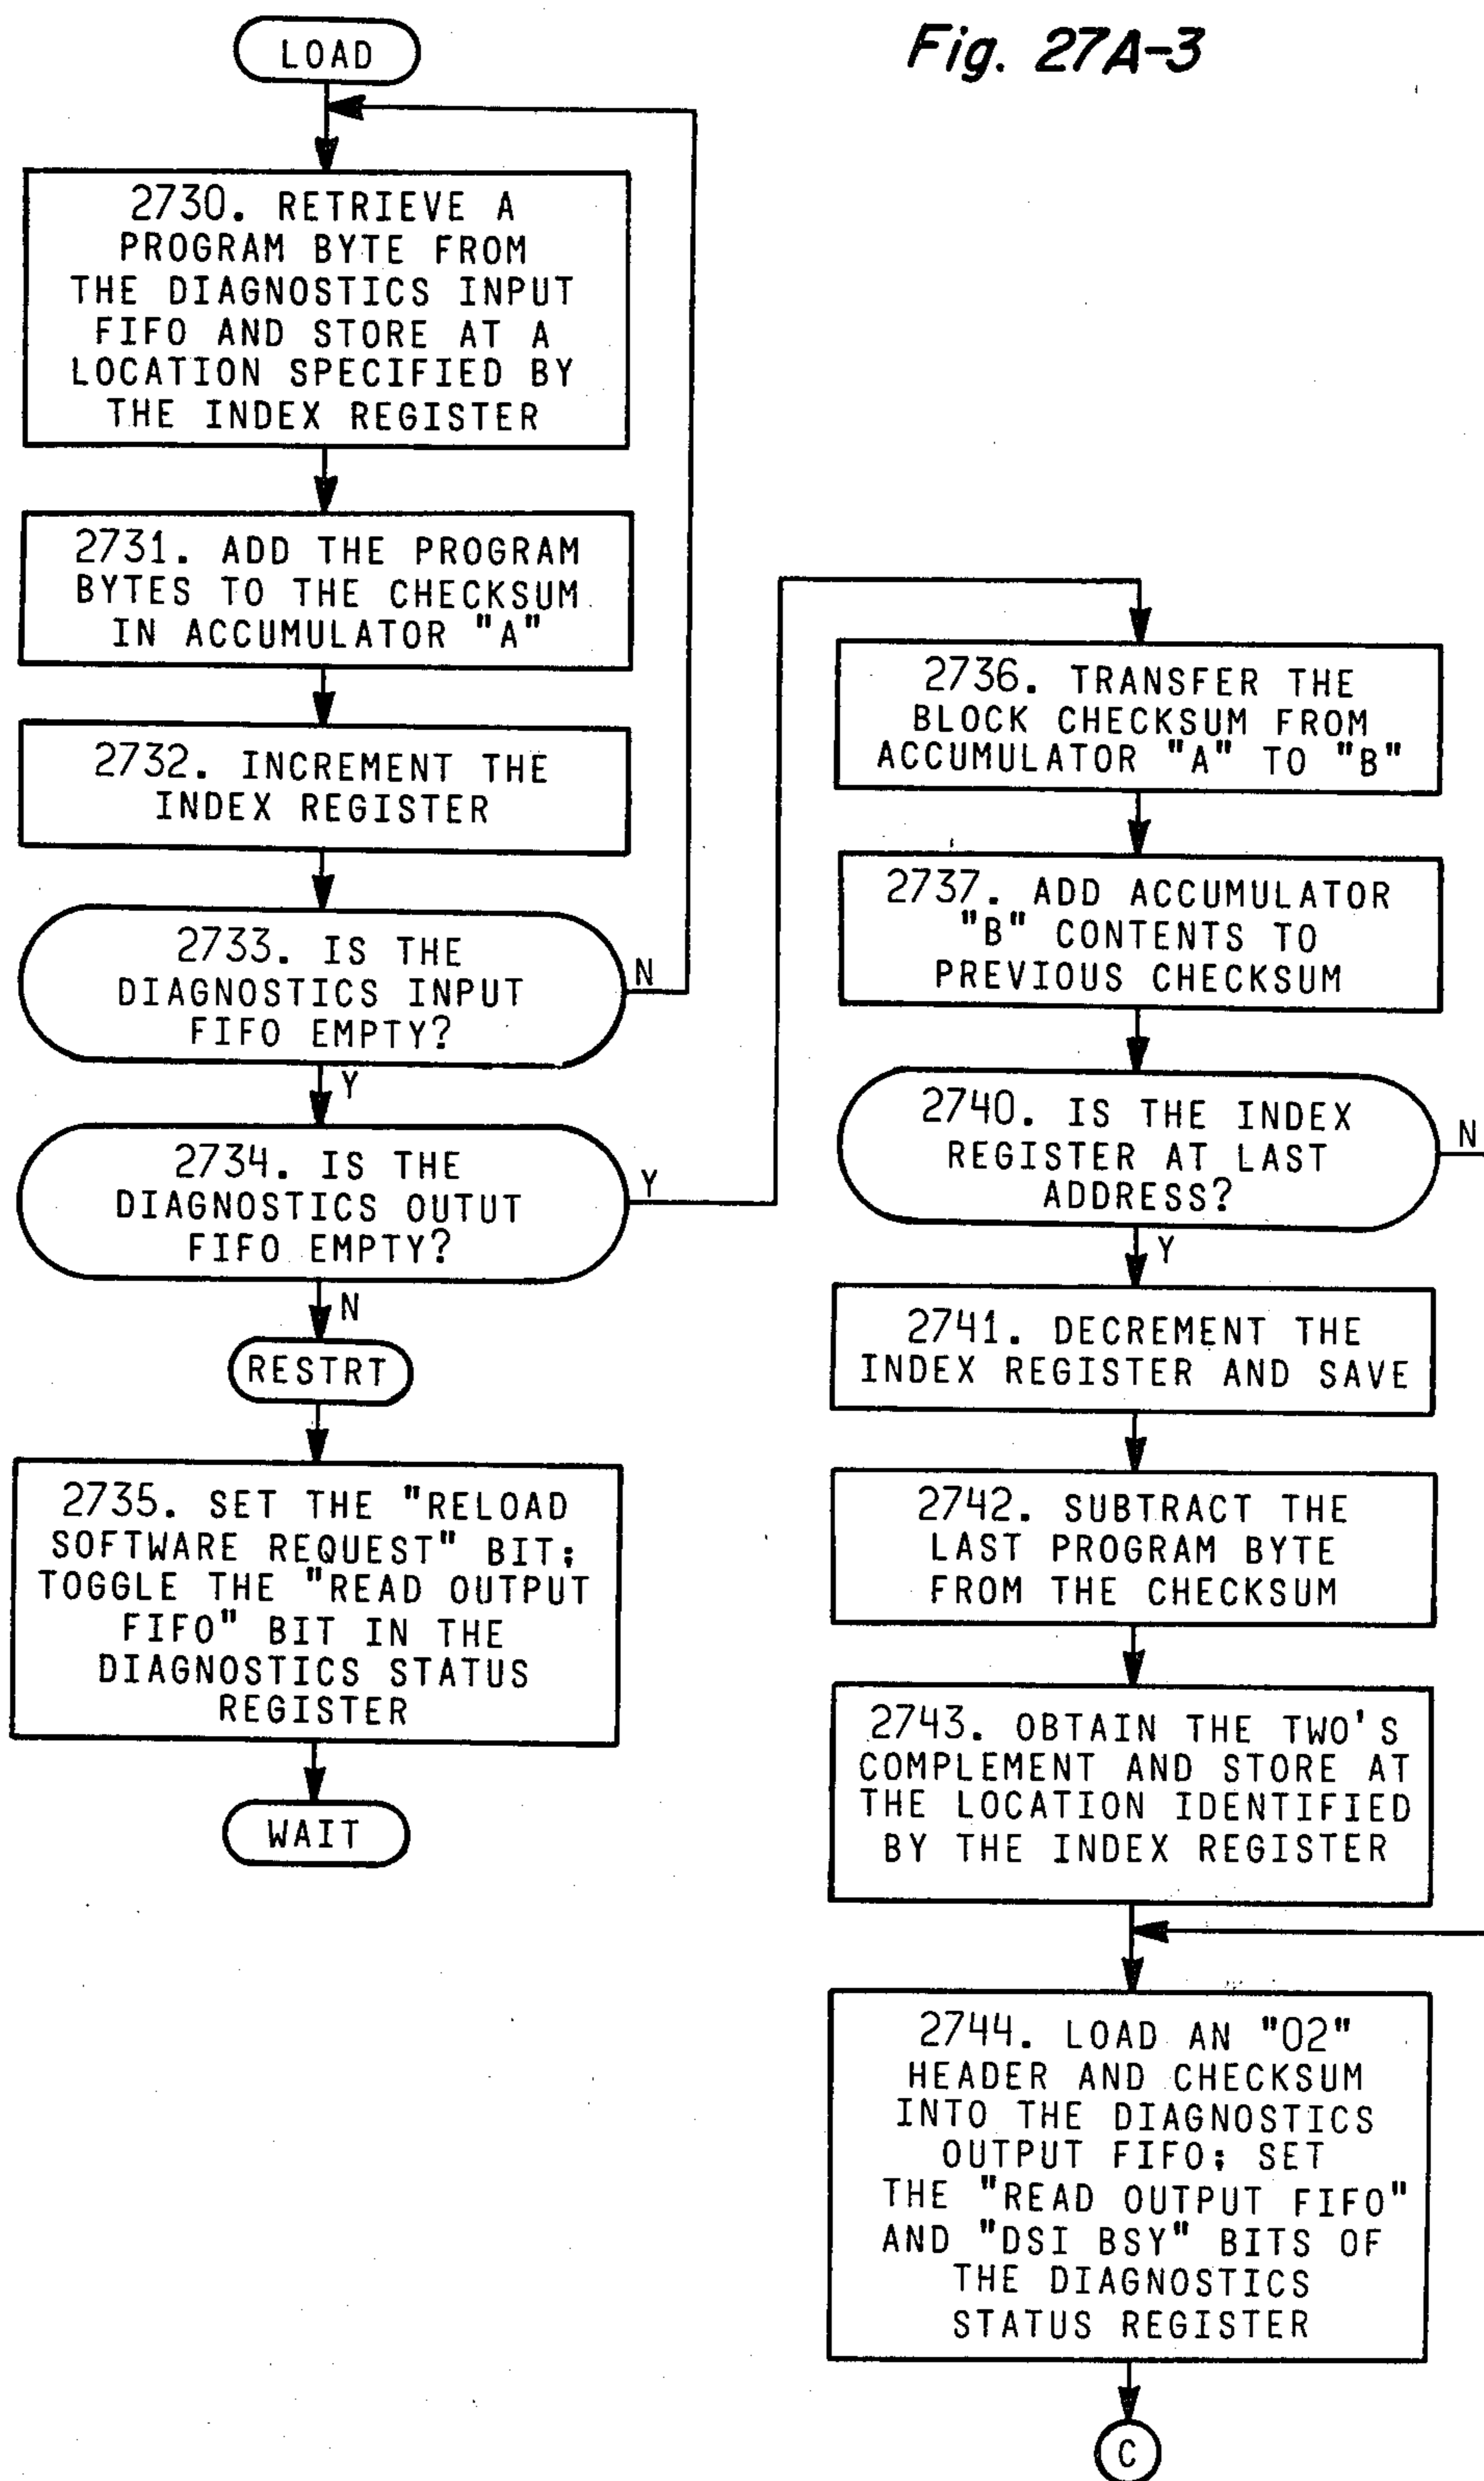 Fig. 27A-3
LOAD
2730. RETRIEVE A
PROGRAM BYTE FROM
THE DIAGNOSTICS INPUT
FIFO AND STORE AT A
LOCATION SPECIFIED BY
THE INDEX REGISTER
2731. ADD THE PROGRAM
BYTES TO THE CHECKSUM
IN ACCUMULATOR "A"
2732. INCREMENT THE
INDEX REGISTER
2733. IS THE
DIAGNOSTICS INPUT
FIFO EMPTY?
N
Y
2734. IS THE
DIAGNOSTICS OUTUT
FIFO EMPTY?
Y
N
RESTRT
2735. SET THE "RELOAD
SOFTWARE REQUEST" BIT;
TOGGLE THE "READ OUTPUT
FIFO" BIT IN THE
DIAGNOSTICS STATUS
REGISTER
WAIT
2736. TRANSFER THE
BLOCK CHECKSUM FROM
ACCUMULATOR "A" TO "B"
2737. ADD ACCUMULATOR
"B" CONTENTS TO
PREVIOUS CHECKSUM
2740. IS THE INDEX
REGISTER AT LAST
ADDRESS?
N
Y
2741. DECREMENT THE
INDEX REGISTER AND SAVE
2742. SUBTRACT THE
LAST PROGRAM BYTE
FROM THE CHECKSUM
2743. OBTAIN THE TWO'S
COMPLEMENT AND STORE AT
THE LOCATION IDENTIFIED
BY THE INDEX REGISTER
2744. LOAD AN "02"
HEADER AND CHECKSUM
INTO THE DIAGNOSTICS
OUTPUT FIFO; SET
THE "READ OUTPUT FIFO"
AND "DSI BSY" BITS OF
THE DIAGNOSTICS
STATUS REGISTER
C